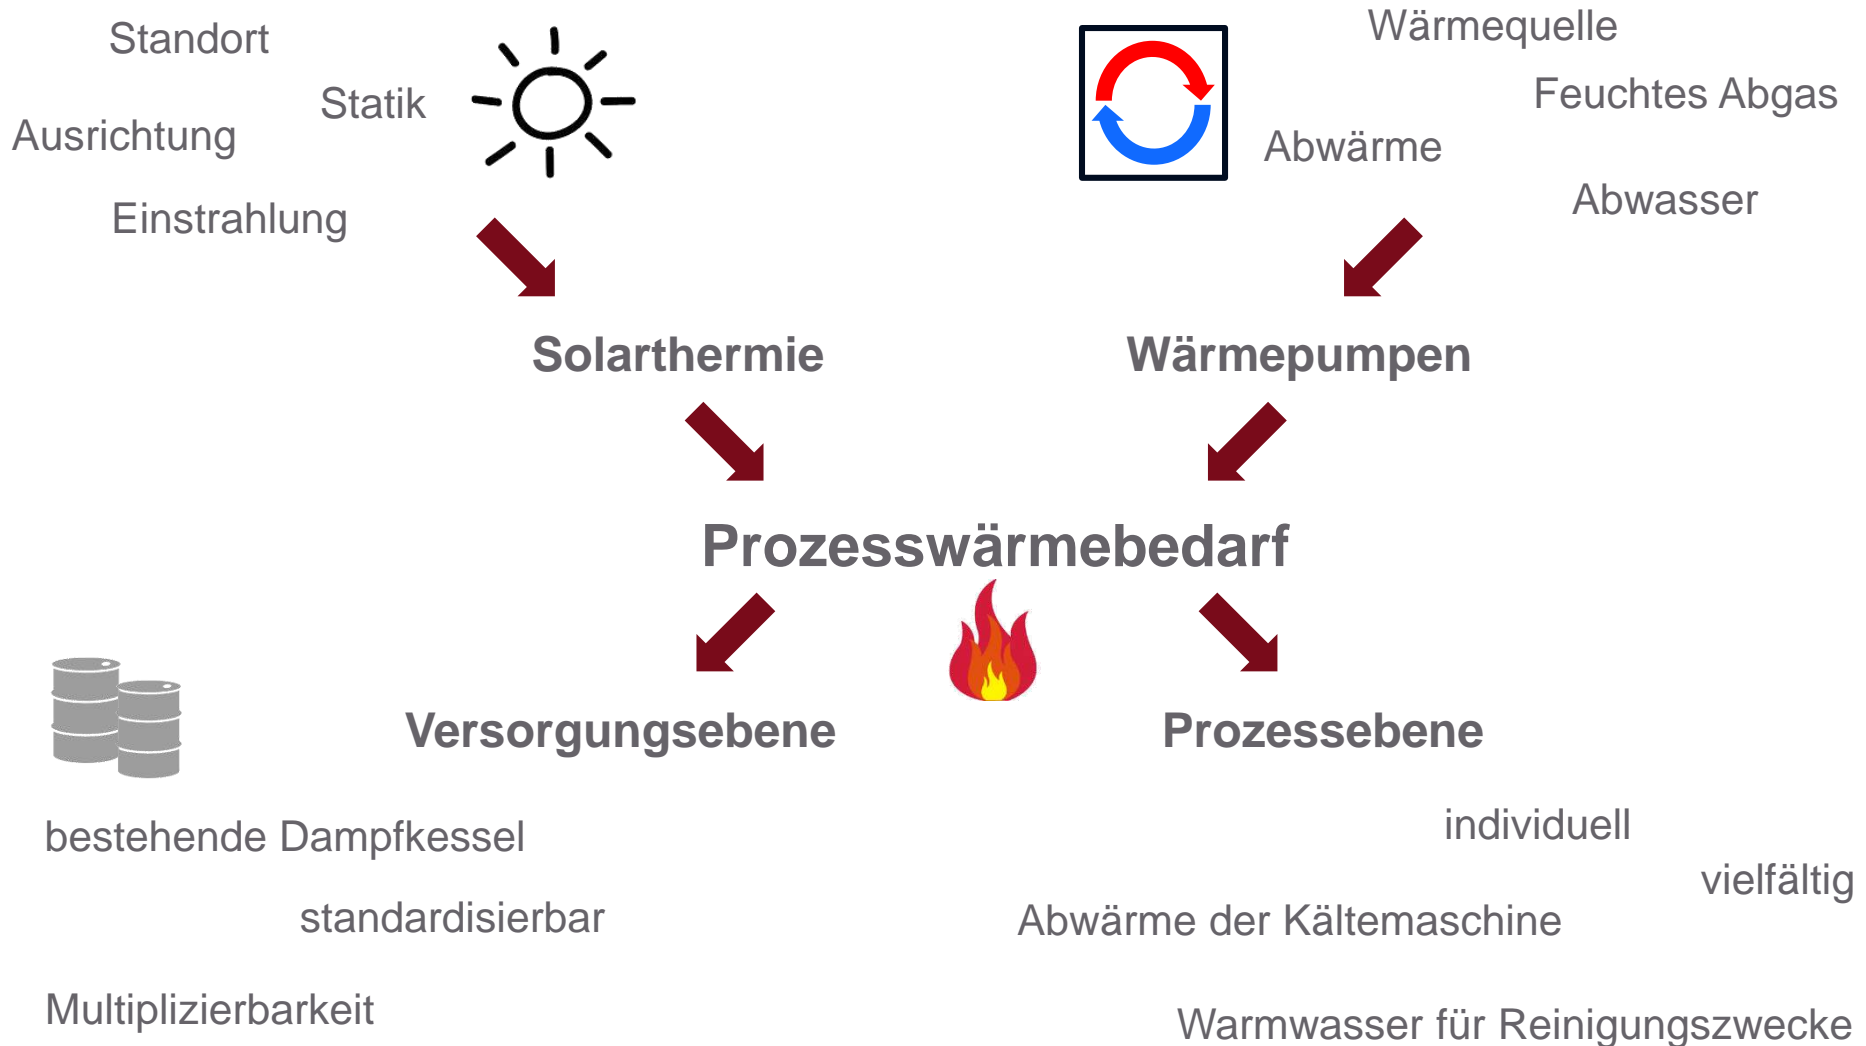 Standort
Statik
Ausrichtung
Einstrahlung
Wärmequelle
Feuchtes Abgas
Abwärme
Abwasser
Solarthermie
Wärmepumpen
Prozesswärmebedarf
Versorgungsebene
Prozessebene
bestehende Dampfkessel
standardisierbar
Multiplizierbarkeit
individuell
vielfältig
Abwärme der Kältemaschine
Warmwasser für Reinigungszwecke